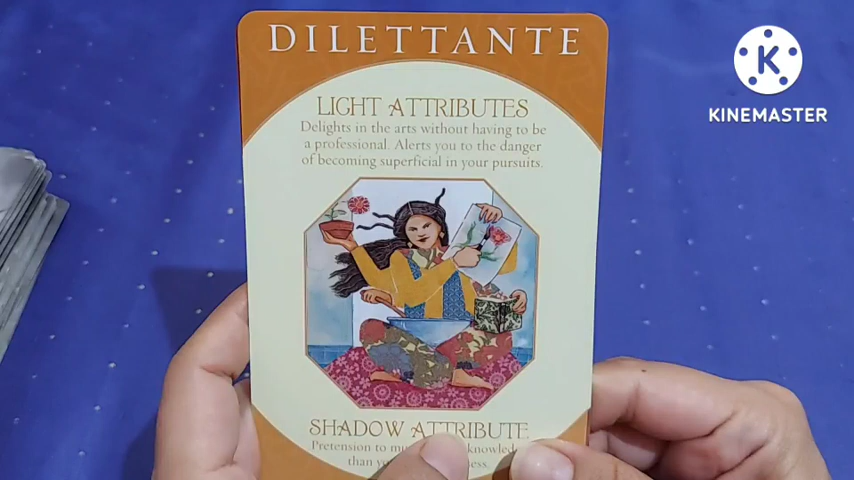 DILETTANTE
LIGHT ATTRIBUTES
Delights in the arts without having to be
a professional. Alerts you to the danger
of becoming superficial in your pursuits.
SHADOW ATTRIBUTE
Pretension to
than
K
KINEMASTER